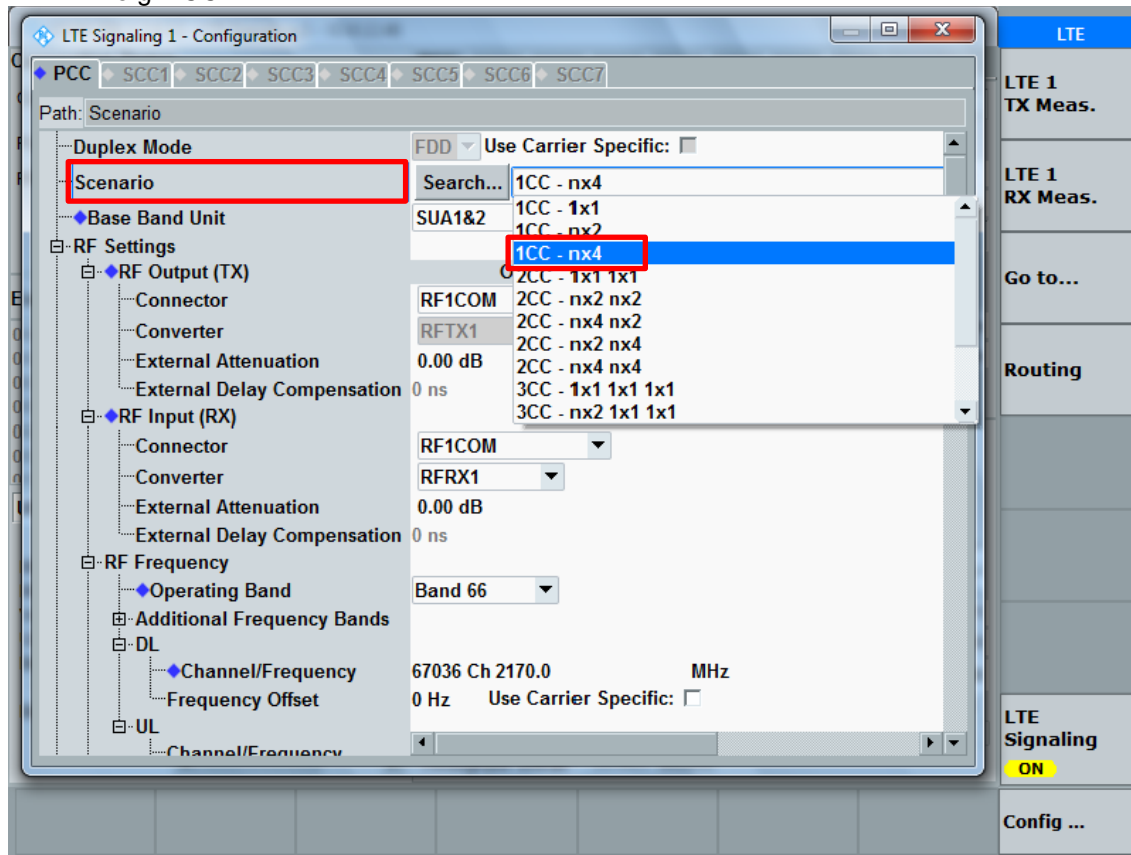 LTE Signaling 1 - Configuration
LTE
PCC SCC1 SCC2 SCC3 SCC4 SCC5 SCC6 SCC7
Path: Scenario
Duplex Mode FDD Use Carrier Specific:
Scenario Search... 1CC - nx4
Base Band Unit SUA1&2
1CC - 1x1
1CC - nx2
1CC - nx4
2CC - 1x1 1x1
2CC - nx2 nx2
2CC - nx4 nx2
2CC - nx2 nx4
2CC - nx4 nx4
3CC - 1x1 1x1 1x1
3CC - nx2 1x1 1x1
RF Settings
RF Output (TX)
Connector RF1COM
Converter RFTX1
External Attenuation 0.00 dB
External Delay Compensation 0 ns
RF Input (RX)
Connector RF1COM
Converter RFRX1
External Attenuation 0.00 dB
External Delay Compensation 0 ns
RF Frequency
Operating Band Band 66
Additional Frequency Bands
DL
Channel/Frequency 67036 Ch 2170.0 MHz
Frequency Offset 0 Hz Use Carrier Specific:
UL
Channel/Frequency
LTE 1
TX Meas.
LTE 1
RX Meas.
Go to...
Routing
LTE
Signaling
ON
Config ...